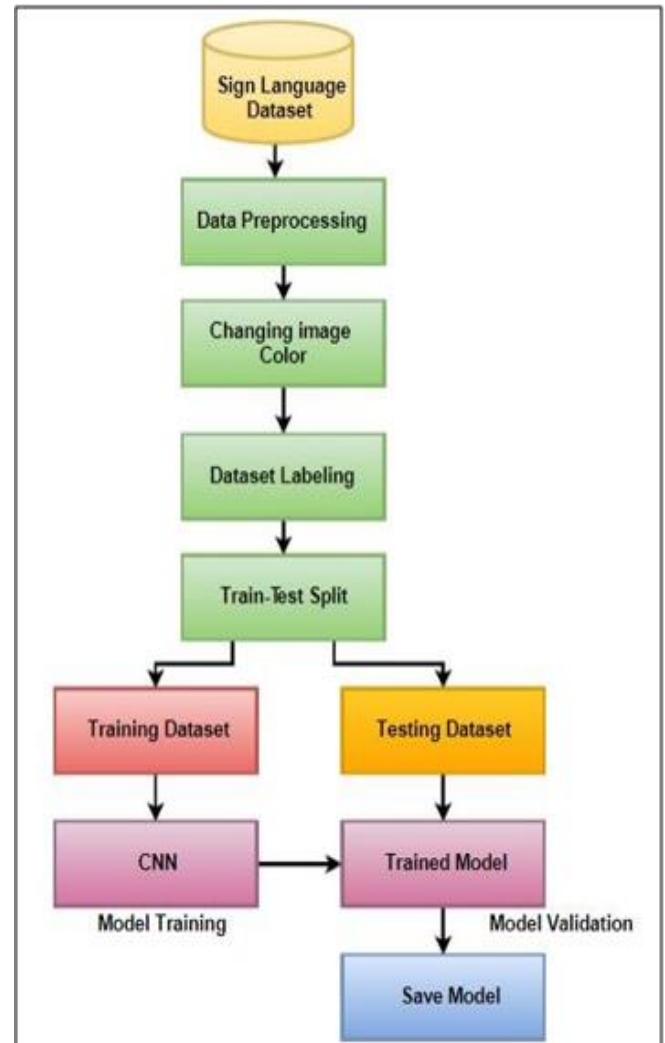 Sign Language
Dataset
Data Preprocessing
Changing image
Color
Dataset Labeling
Train-Test Split
Training Dataset
Testing Dataset
CNN
Trained Model
Model Training
Model Validation
Save Model